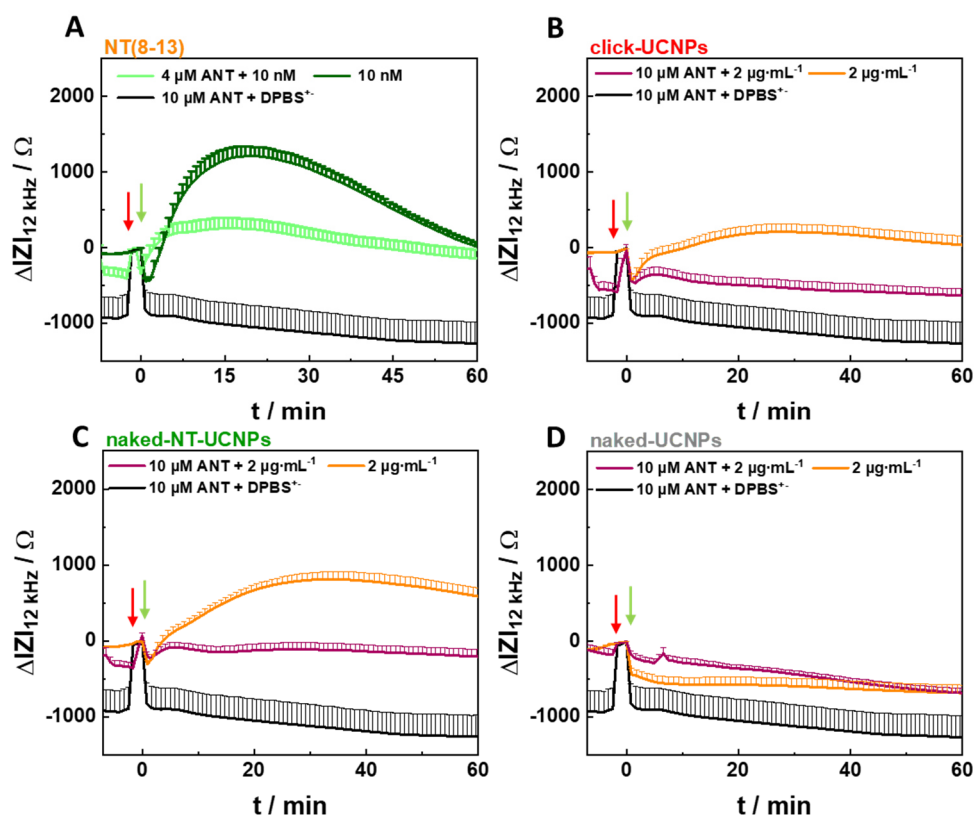 A
NT(8-13)
4 µM ANT + 10 nM
10 nM
10 µM ANT + DPBS⁺⁻
2000
1000
0
-1000
Δ|Z|₁₂ kHz / Ω
0
15
30
45
60
t / min
B
click-UCNPs
10 µM ANT + 2 µg·mL⁻¹
2 µg·mL⁻¹
10 µM ANT + DPBS⁺⁻
2000
1000
0
-1000
Δ|Z|₁₂ kHz / Ω
0
20
40
60
t / min
C
naked-NT-UCNPs
10 µM ANT + 2 µg·mL⁻¹
2 µg·mL⁻¹
10 µM ANT + DPBS⁺⁻
2000
1000
0
-1000
Δ|Z|₁₂ kHz / Ω
0
20
40
60
t / min
D
naked-UCNPs
10 µM ANT + 2 µg·mL⁻¹
2 µg·mL⁻¹
10 µM ANT + DPBS⁺⁻
2000
1000
0
-1000
Δ|Z|₁₂ kHz / Ω
0
20
40
60
t / min